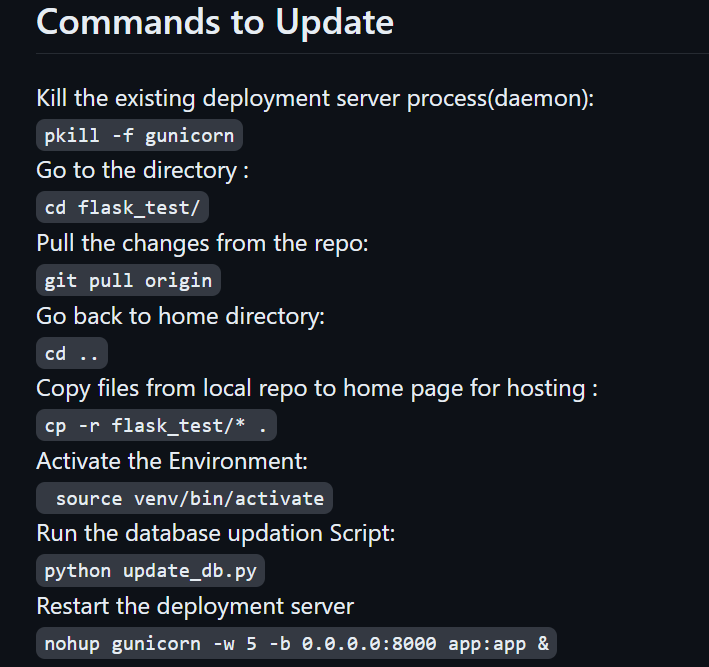 Commands to Update
Kill the existing deployment server process(daemon):
pkill -f gunicorn
Go to the directory :
cd flask_test/
Pull the changes from the repo:
git pull origin
Go back to home directory:
cd ..
Copy files from local repo to home page for hosting :
cp -r flask_test/* .
Activate the Environment:
source venv/bin/activate
Run the database updation Script:
python update_db.py
Restart the deployment server
nohup gunicorn -w 5 -b 0.0.0.0:8000 app:app &